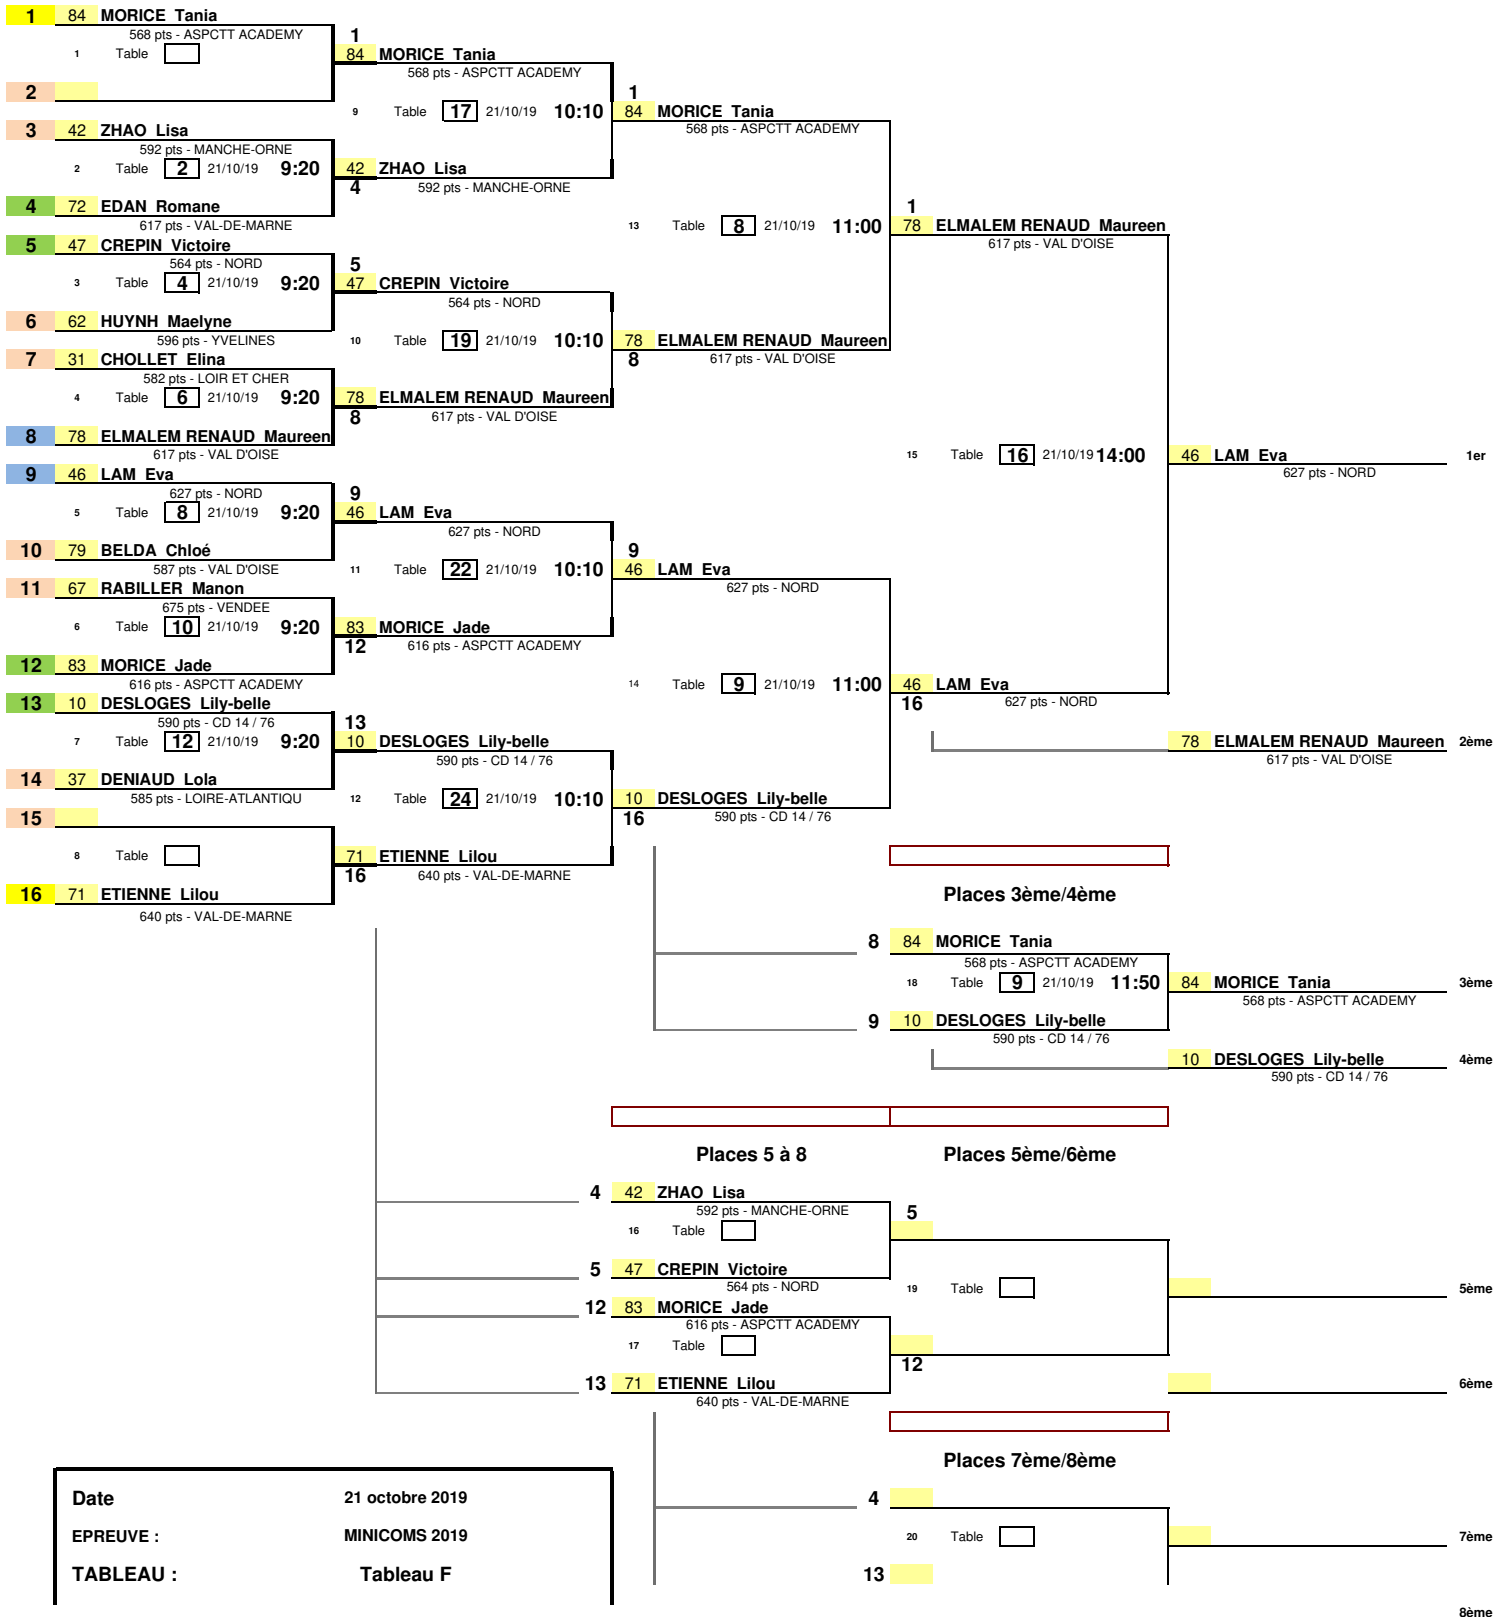 1 84 MORICE Tania
568 pts - ASPCTT ACADEMY
1 Table
2
3 42 ZHAO Lisa
592 pts - MANCHE-ORNE
2 Table 2 21/10/19 9:20
4 72 EDAN Romane
617 pts - VAL-DE-MARNE
5 47 CREPIN Victoire
564 pts - NORD
3 Table 4 21/10/19 9:20
6 62 HUYNH Maelyne
596 pts - YVELINES
7 31 CHOLLET Elina
582 pts - LOIR ET CHER
4 Table 6 21/10/19 9:20
8 78 ELMALEM RENAUD Maureen
617 pts - VAL D'OISE
9 46 LAM Eva
627 pts - NORD
5 Table 8 21/10/19 9:20
10 79 BELDA Chloé
587 pts - VAL D'OISE
11 67 RABILLER Manon
675 pts - VENDEE
6 Table 10 21/10/19 9:20
12 83 MORICE Jade
616 pts - ASPCTT ACADEMY
13 10 DESLOGES Lily-belle
590 pts - CD 14 / 76
7 Table 12 21/10/19 9:20
14 37 DENIAUD Lola
585 pts - LOIRE-ATLANTIQU
15
8 Table
16 71 ETIENNE Lilou
640 pts - VAL-DE-MARNE
1
84 MORICE Tania
568 pts - ASPCTT ACADEMY
9 Table 17 21/10/19 10:10
42 ZHAO Lisa
4 592 pts - MANCHE-ORNE
5
47 CREPIN Victoire
564 pts - NORD
10 Table 19 21/10/19 10:10
78 ELMALEM RENAUD Maureen
8 617 pts - VAL D'OISE
9
46 LAM Eva
627 pts - NORD
11 Table 22 21/10/19 10:10
83 MORICE Jade
12 616 pts - ASPCTT ACADEMY
13
10 DESLOGES Lily-belle
590 pts - CD 14 / 76
12 Table 24 21/10/19 10:10
71 ETIENNE Lilou
16 640 pts - VAL-DE-MARNE
1
84 MORICE Tania
568 pts - ASPCTT ACADEMY
13 Table 8 21/10/19 11:00
78 ELMALEM RENAUD Maureen
8 617 pts - VAL D'OISE
9
46 LAM Eva
627 pts - NORD
14 Table 9 21/10/19 11:00
10 DESLOGES Lily-belle
16 590 pts - CD 14 / 76
1
78 ELMALEM RENAUD Maureen
617 pts - VAL D'OISE
15 Table 16 21/10/19 14:00
46 LAM Eva
16 627 pts - NORD
46 LAM Eva 1er
627 pts - NORD
78 ELMALEM RENAUD Maureen 2ème
617 pts - VAL D'OISE
Places 3ème/4ème
8 84 MORICE Tania
568 pts - ASPCTT ACADEMY
18 Table 9 21/10/19 11:50
9 10 DESLOGES Lily-belle
590 pts - CD 14 / 76
84 MORICE Tania 3ème
568 pts - ASPCTT ACADEMY
10 DESLOGES Lily-belle 4ème
590 pts - CD 14 / 76
Places 5 à 8 Places 5ème/6ème
4 42 ZHAO Lisa
592 pts - MANCHE-ORNE
16 Table
5 47 CREPIN Victoire
564 pts - NORD
12 83 MORICE Jade
616 pts - ASPCTT ACADEMY
17 Table
13 71 ETIENNE Lilou
640 pts - VAL-DE-MARNE
5
19 Table
12
5ème
6ème
Places 7ème/8ème
4
20 Table
13
7ème
8ème
Date 21 octobre 2019
EPREUVE : MINICOMS 2019
TABLEAU : Tableau F